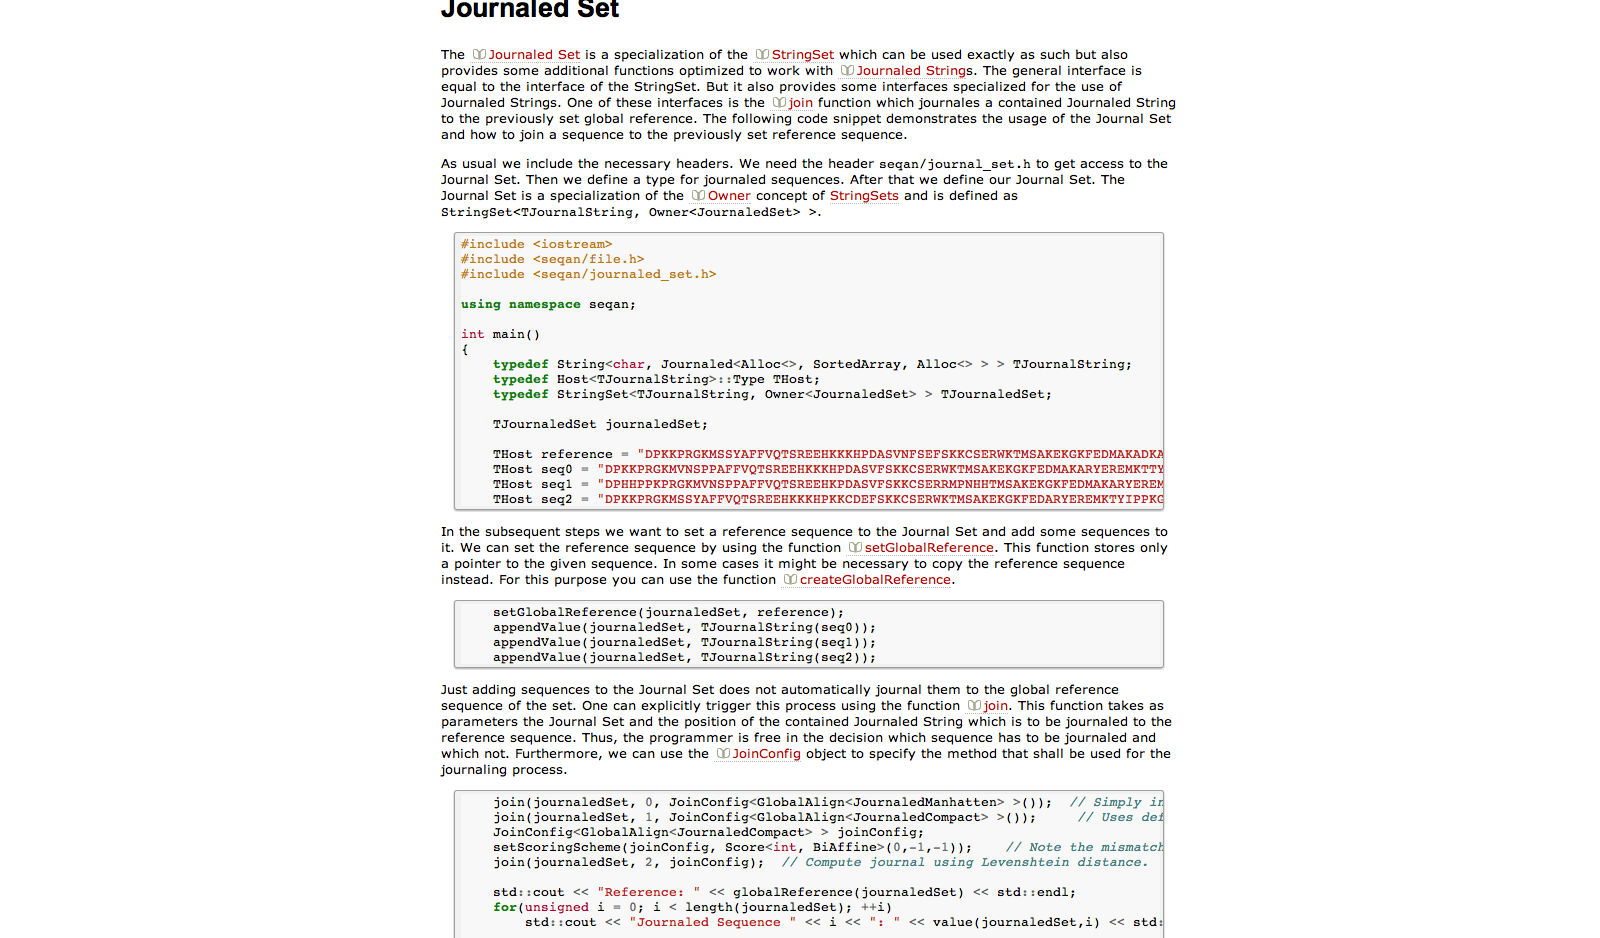 Journaled Set
The Journaled Set is a specialization of the StringSet which can be used exactly as such but also
provides some additional functions optimized to work with Journaled Strings. The general interface is
equal to the interface of the StringSet. But it also provides some interfaces specialized for the use of
Journaled Strings. One of these interfaces is the join function which journales a contained Journaled String
to the previously set global reference. The following code snippet demonstrates the usage of the Journal Set
and how to join a sequence to the previously set reference sequence.
As usual we include the necessary headers. We need the header seqan/journal_set.h to get access to the
Journal Set. Then we define a type for journaled sequences. After that we define our Journal Set. The
Journal Set is a specialization of the Owner concept of StringSets and is defined as
StringSet<TJournalString, Owner<JournaledSet> >.
#include <iostream>
#include <seqan/file.h>
#include <seqan/journaled_set.h>
using namespace seqan;
int main()
{
typedef String<char, Journaled<Alloc<>, SortedArray, Alloc<> > > TJournalString;
typedef Host<TJournalString>::Type THost;
typedef StringSet<TJournalString, Owner<JournaledSet> > TJournaledSet;
TJournaledSet journaledSet;
THost reference = "DPKKPRGKMSSYAFFVQTSREEHKKKHPDASVNFSEFSKKCSERWKTMSAKEKGKFEDMAKADKA
THost seq0 = "DPKKPRGKMVNSPPAFFVQTSREEHKKKHPDASVFSKKCSERWKTMSAKEKGKFEDMAKARYEREMKTTY
THost seq1 = "DPHHPPKPRGKMVNSPPAFFVQTSREEHKPDASVFSKKCSERRMPNHHTMSAKEKGKFEDMAKARYEREM
THost seq2 = "DPKKPRGKMSSYAFFVQTSREEHKKKHPKKCDEFSKKCSERWKTMSAKEKGKFEDARYEREMKTYIPPKG
In the subsequent steps we want to set a reference sequence to the Journal Set and add some sequences to
it. We can set the reference sequence by using the function setGlobalReference. This function stores only
a pointer to the given sequence. In some cases it might be necessary to copy the reference sequence
instead. For this purpose you can use the function createGlobalReference.
setGlobalReference(journaledSet, reference);
appendValue(journaledSet, TJournalString(seq0));
appendValue(journaledSet, TJournalString(seq1));
appendValue(journaledSet, TJournalString(seq2));
Just adding sequences to the Journal Set does not automatically journal them to the global reference
sequence of the set. One can explicitly trigger this process using the function join. This function takes as
parameters the Journal Set and the position of the contained Journaled String which is to be journaled to the
reference sequence. Thus, the programmer is free in the decision which sequence has to be journaled and
which not. Furthermore, we can use the JoinConfig object to specify the method that shall be used for the
journaling process.
join(journaledSet, 0, JoinConfig<GlobalAlign<JournaledManhatten> >()); // Simply in
join(journaledSet, 1, JoinConfig<GlobalAlign<JournaledCompact> >()); // Uses def
JoinConfig<GlobalAlign<JournaledCompact> > joinConfig;
setScoringScheme(joinConfig, Score<int, BiAffine>(0,-1,-1)); // Note the mismatch
join(journaledSet, 2, joinConfig); // Compute journal using Levenshtein distance.
std::cout << "Reference: " << globalReference(journaledSet) << std::endl;
for(unsigned i = 0; i < length(journaledSet); ++i)
std::cout << "Journaled Sequence " << i << ": " << value(journaledSet,i) << std: